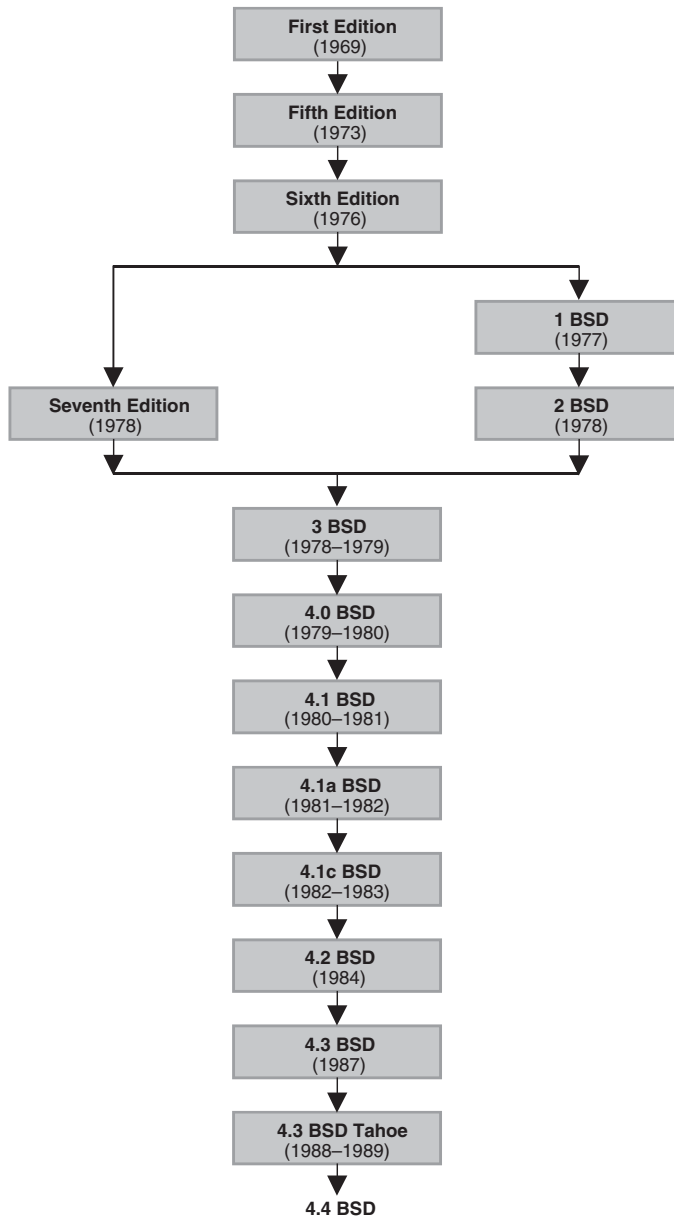 First Edition
(1969)
Fifth Edition
(1973)
Sixth Edition
(1976)
1 BSD
(1977)
Seventh Edition
(1978)
2 BSD
(1978)
3 BSD
(1978–1979)
4.0 BSD
(1979–1980)
4.1 BSD
(1980–1981)
4.1a BSD
(1981–1982)
4.1c BSD
(1982–1983)
4.2 BSD
(1984)
4.3 BSD
(1987)
4.3 BSD Tahoe
(1988–1989)
4.4 BSD